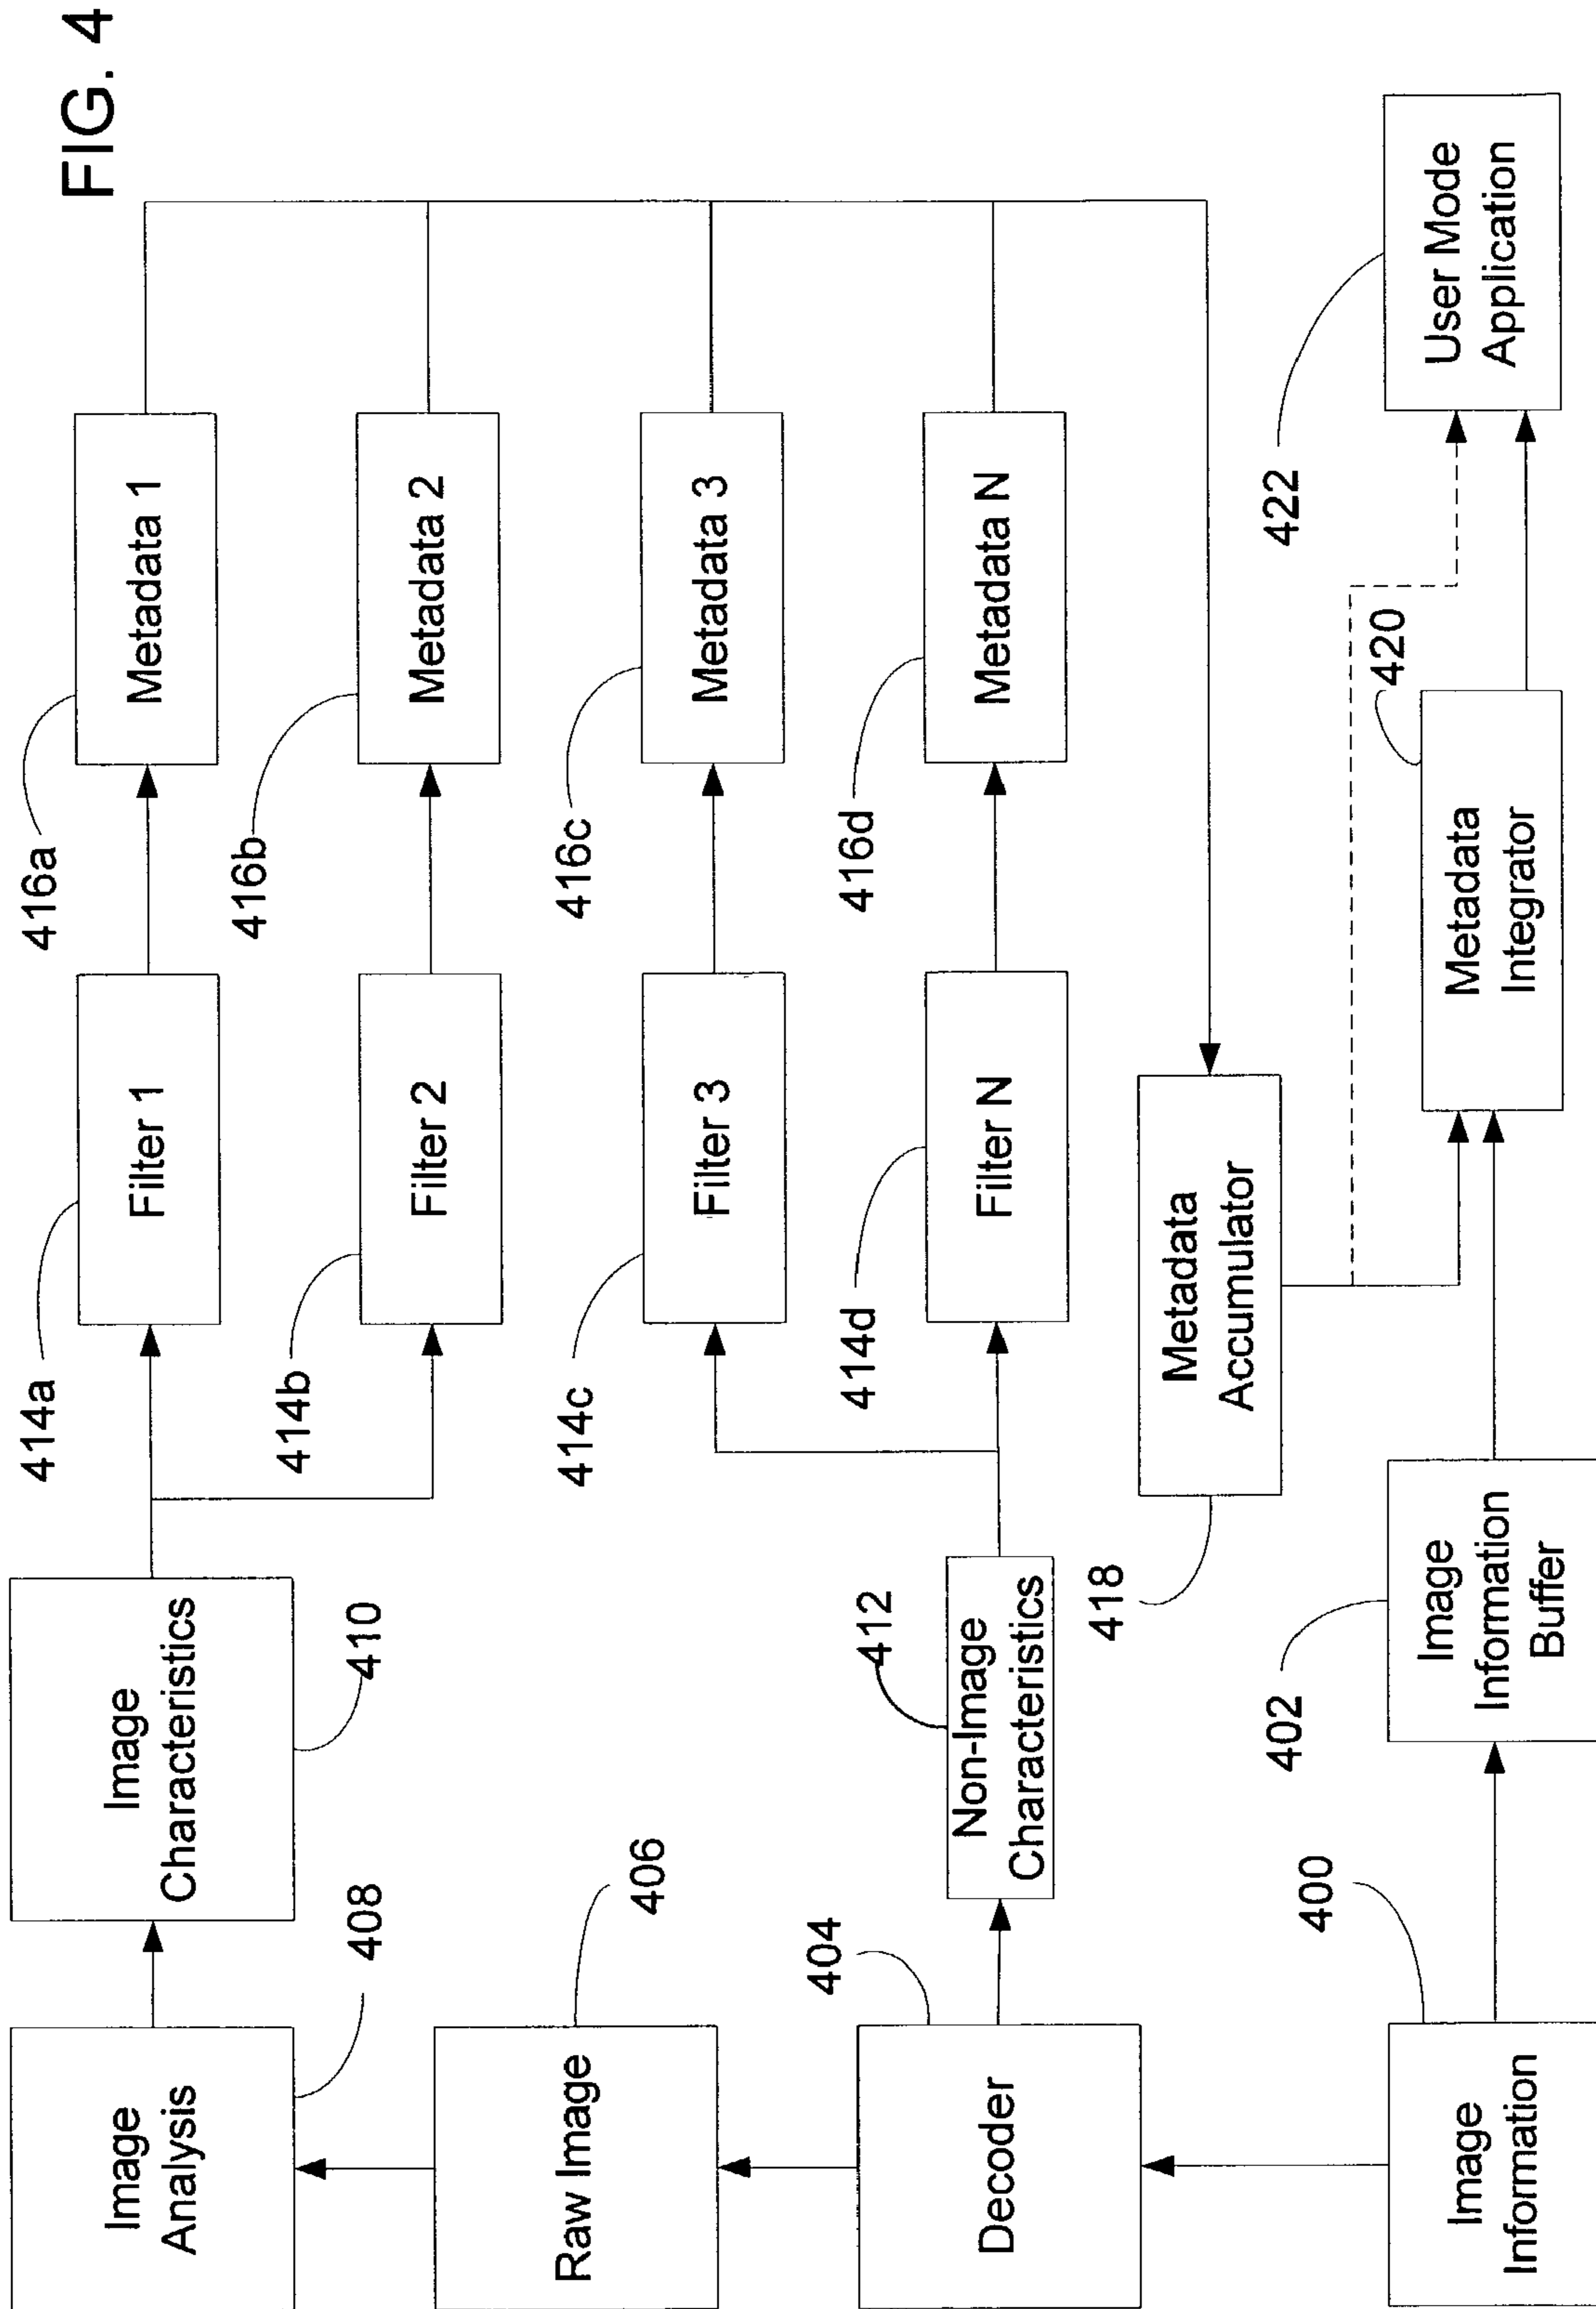 FIG. 4
Image
Analysis
408
Image
Characteristics
410
414a
Filter 1
416a
Metadata 1
414b
Filter 2
416b
Metadata 2
Raw Image
406
414c
Filter 3
416c
Metadata 3
Decoder
404
Non-Image
Characteristics
412
414d
Filter N
416d
Metadata N
418
Metadata
Accumulator
Image
Information
400
Image
Information
Buffer
402
Metadata
Integrator
420
User Mode
Application
422